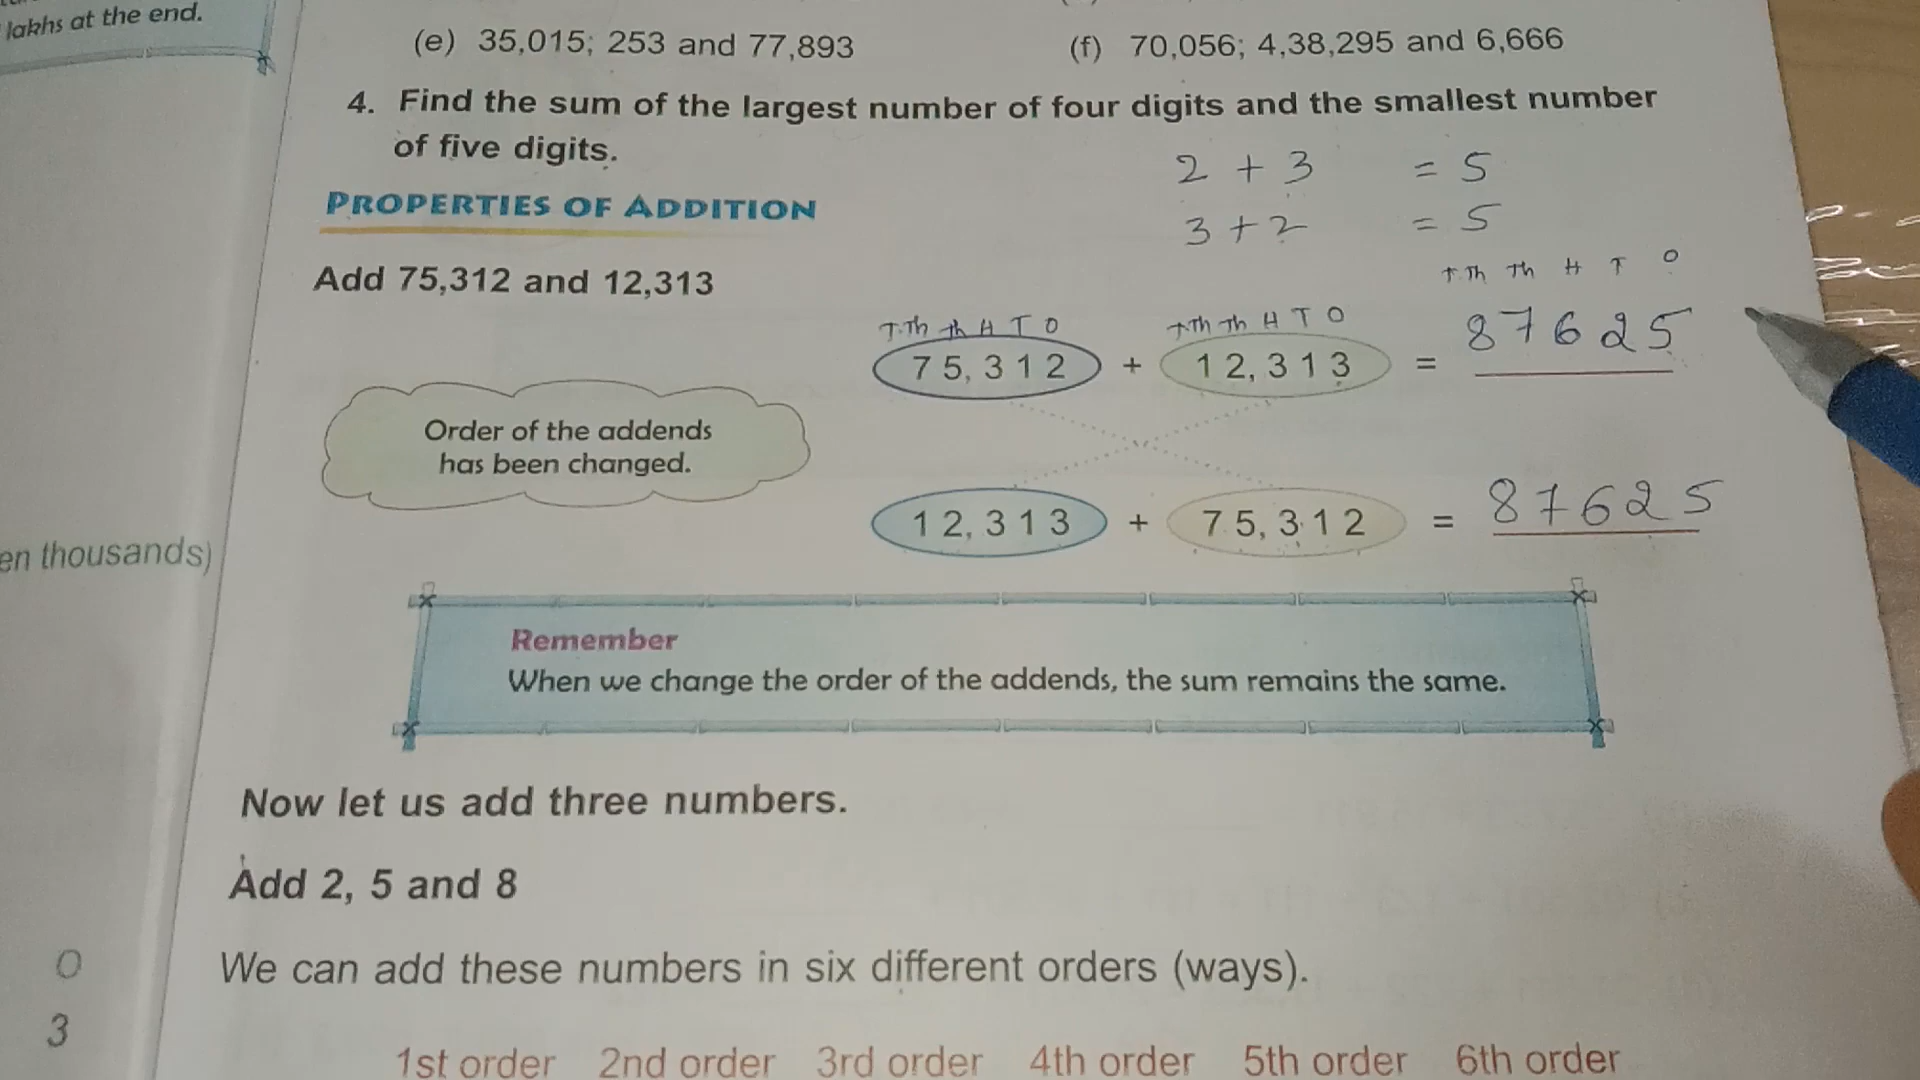 lakhs at the end.
(e) 35,015; 253 and 77,893
(f) 70,056; 4,38,295 and 6,666
4. Find the sum of the largest number of four digits and the smallest number
of five digits.
2 + 3 = 5
PROPERTIES OF ADDITION
3 + 2 = 5
Add 75,312 and 12,313
T.Th Th H T O
T.Th Th H T O
T.Th Th H T O
75,312 + 12,313 = 87625
Order of the addends
has been changed.
12,313 + 75,312 = 87625
en thousands)
Remember
When we change the order of the addends, the sum remains the same.
Now let us add three numbers.
Add 2, 5 and 8
O
We can add these numbers in six different orders (ways).
3
1st order 2nd order 3rd order 4th order 5th order 6th order